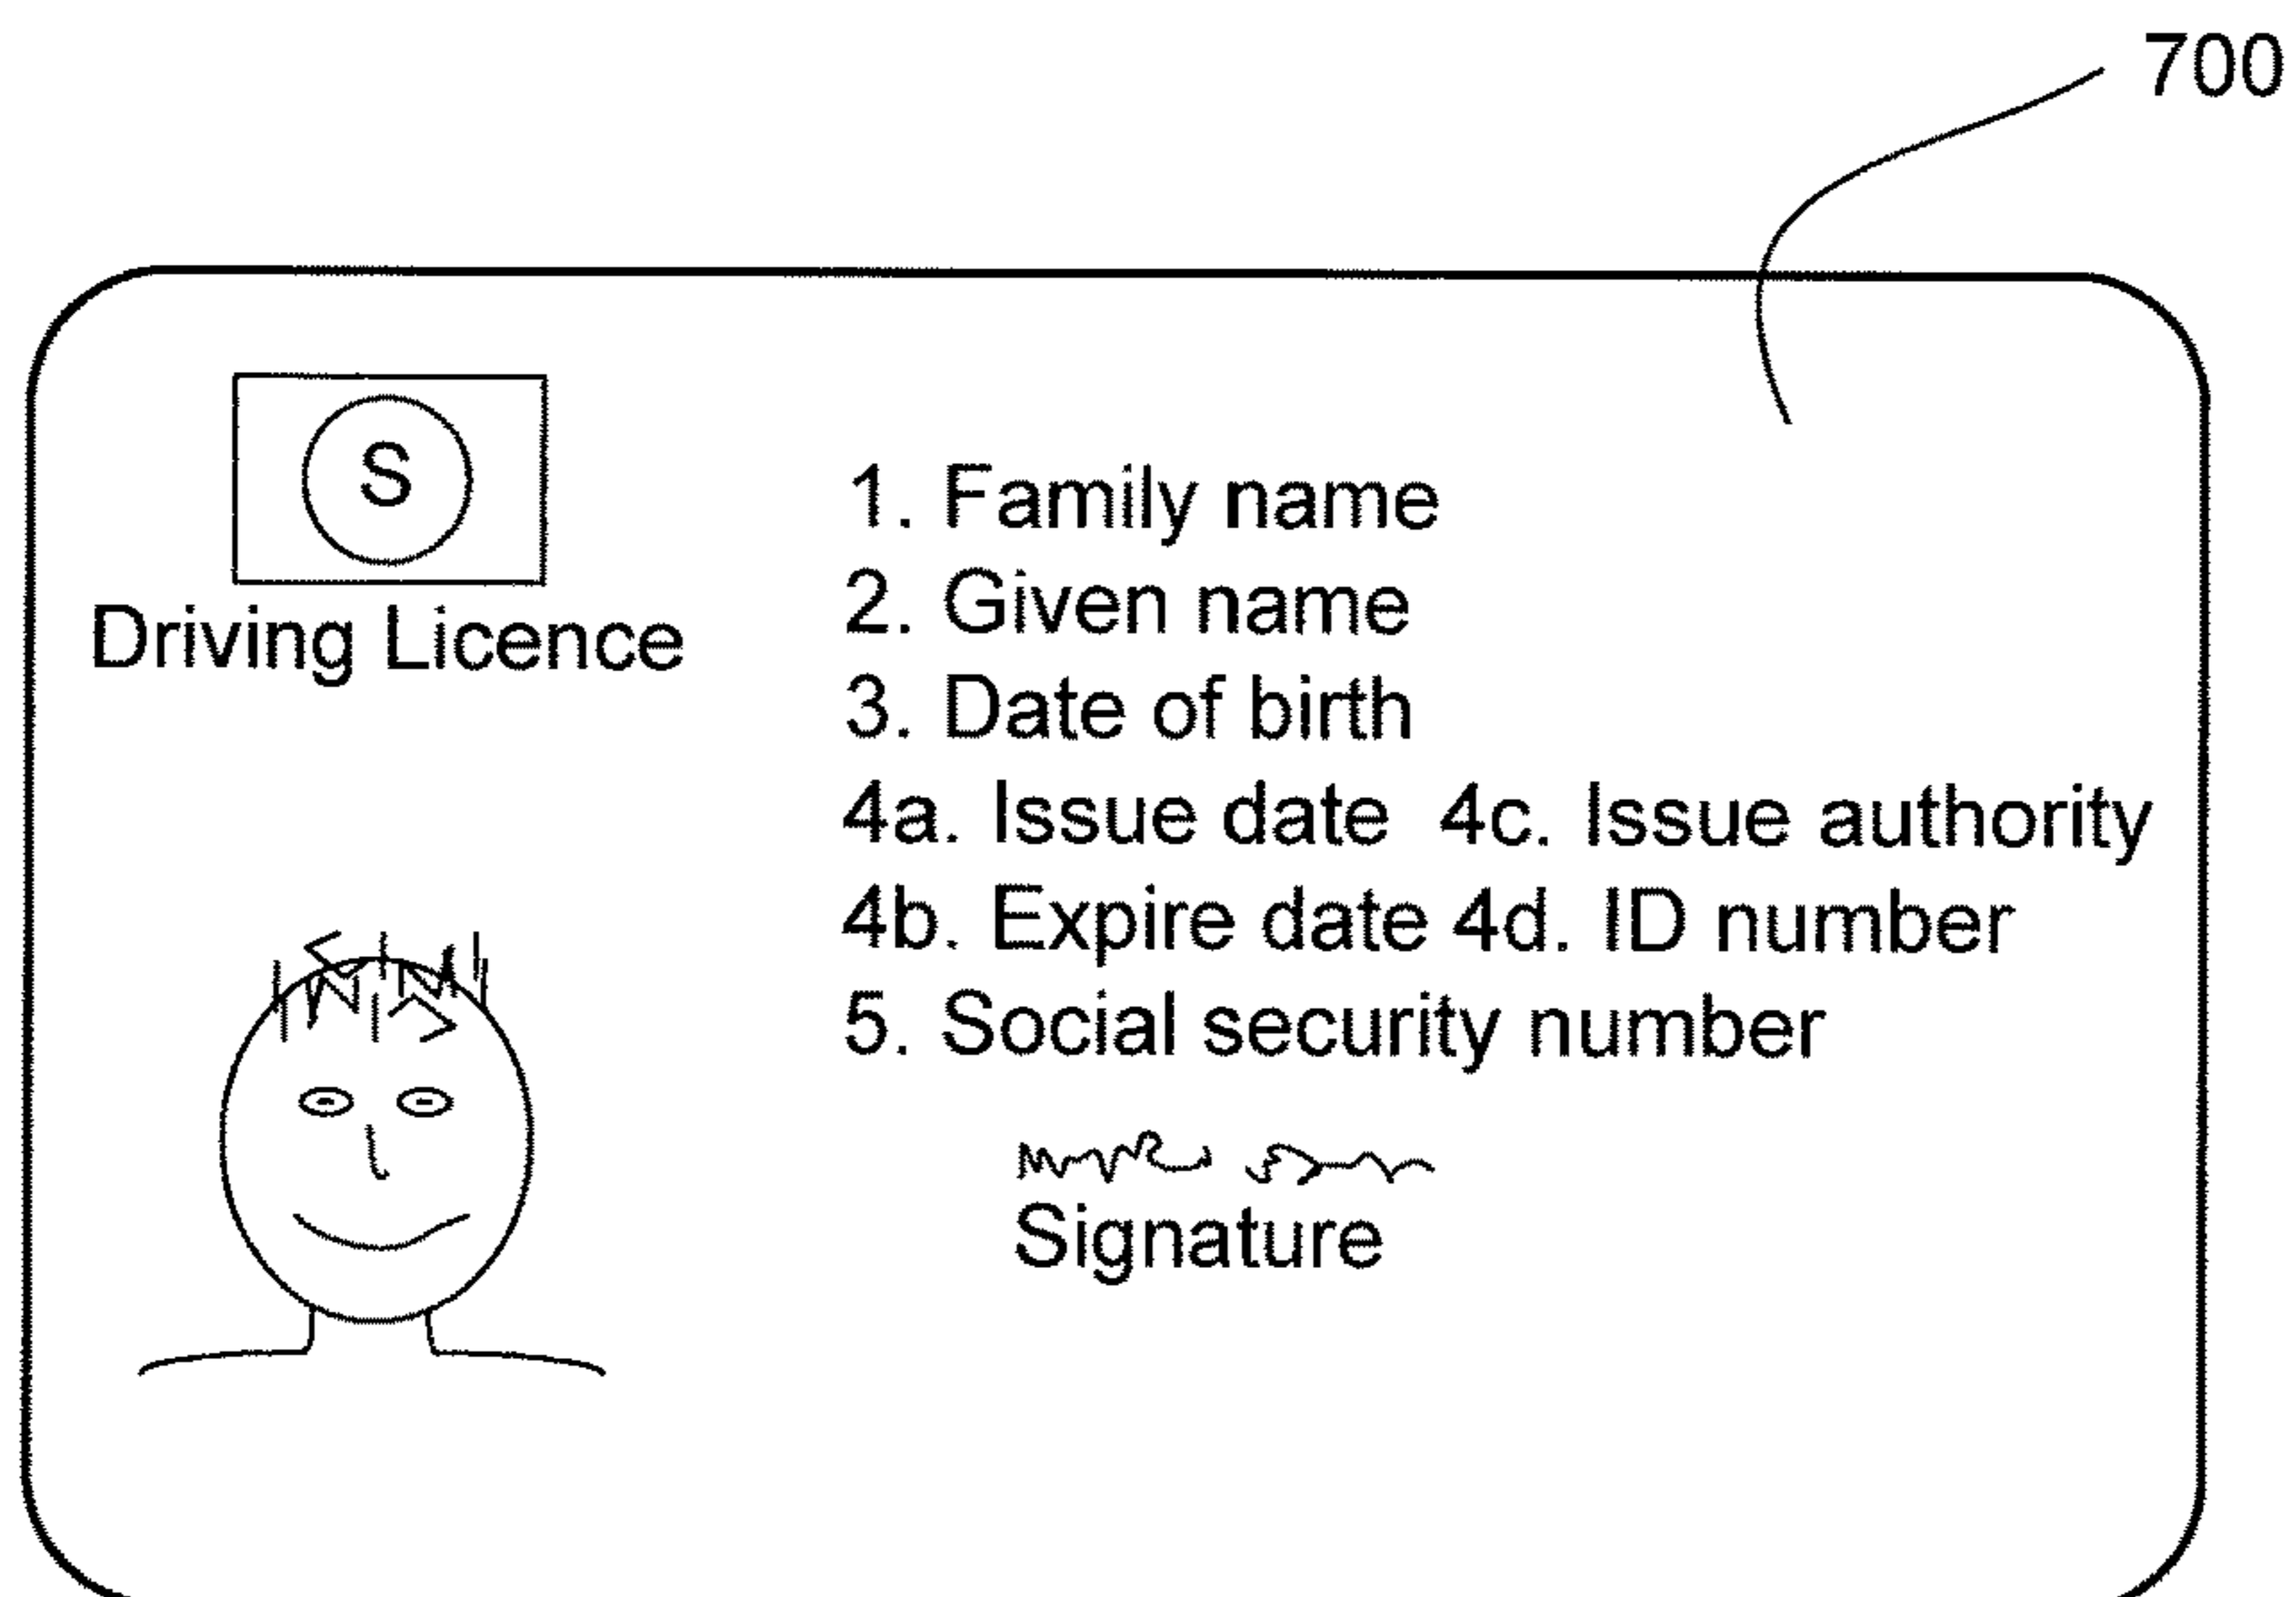 700
S
Driving Licence
1. Family name
2. Given name
3. Date of birth
4a. Issue date 4c. Issue authority
4b. Expire date 4d. ID number
5. Social security number
Signature